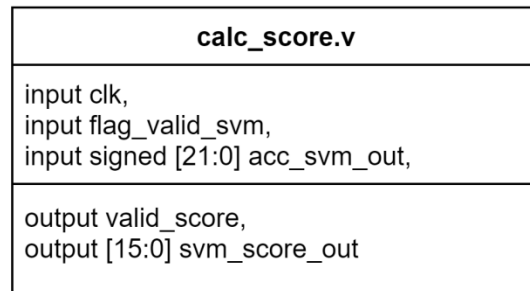 calc_score.v
input clk,
input flag_valid_svm,
input signed [21:0] acc_svm_out,
output valid_score,
output [15:0] svm_score_out